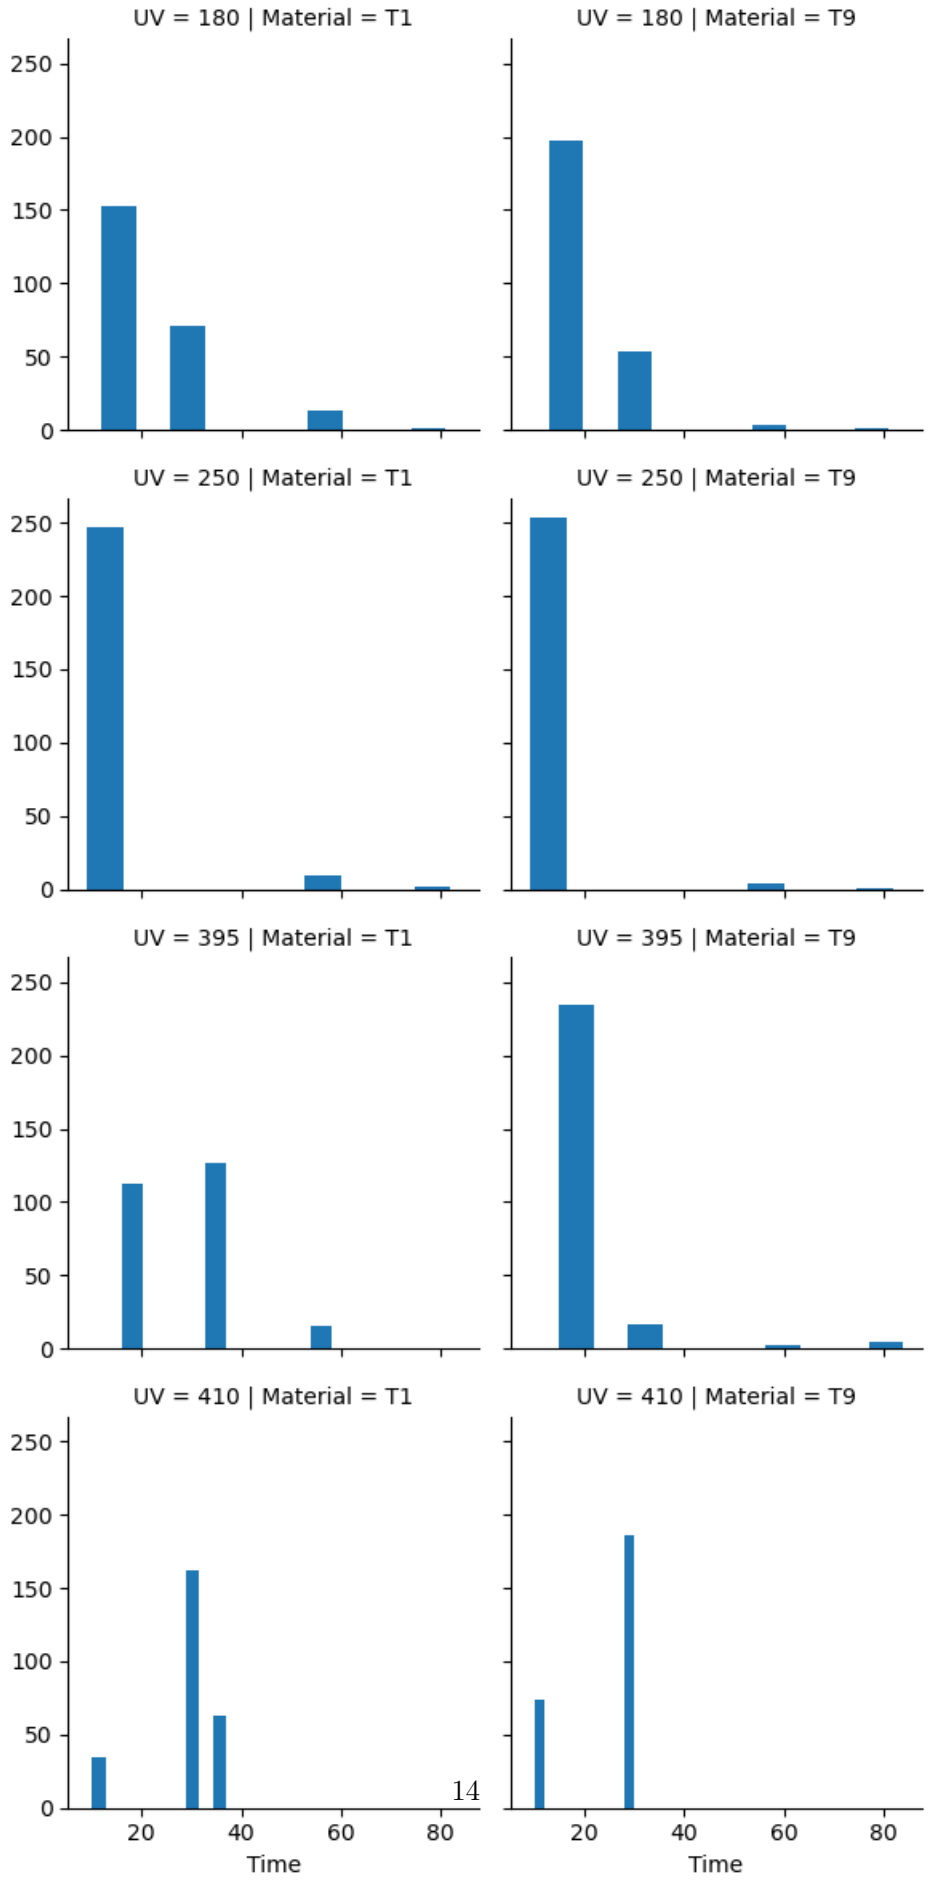 UV = 180 | Material = T1
UV = 180 | Material = T9
250
200
150
100
50
0
UV = 250 | Material = T1
UV = 250 | Material = T9
250
200
150
100
50
0
UV = 395 | Material = T1
UV = 395 | Material = T9
250
200
150
100
50
0
UV = 410 | Material = T1
UV = 410 | Material = T9
250
200
150
100
50
0
14
20 40 60 80
20 40 60 80
Time
Time